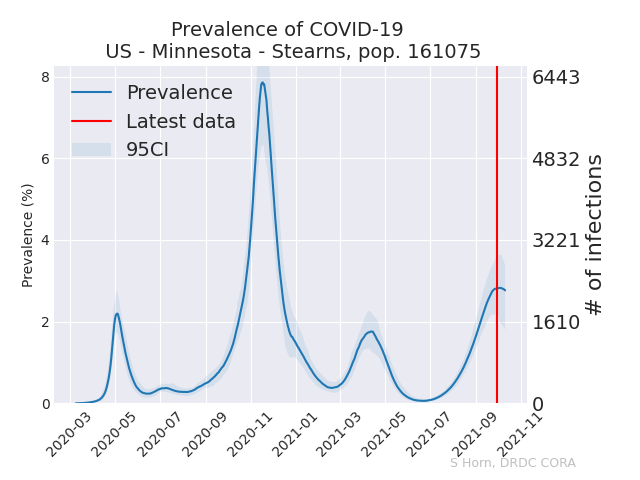 Prevalence of COVID-19
US - Minnesota - Stearns, pop. 161075
Prevalence
Latest data
95CI
Prevalence (%)
8
6
4
2
0
6443
4832
3221
1610
0
# of infections
2020-03
2020-05
2020-07
2020-09
2020-11
2021-01
2021-03
2021-05
2021-07
2021-09
2021-11
S Horn, DRDC CORA